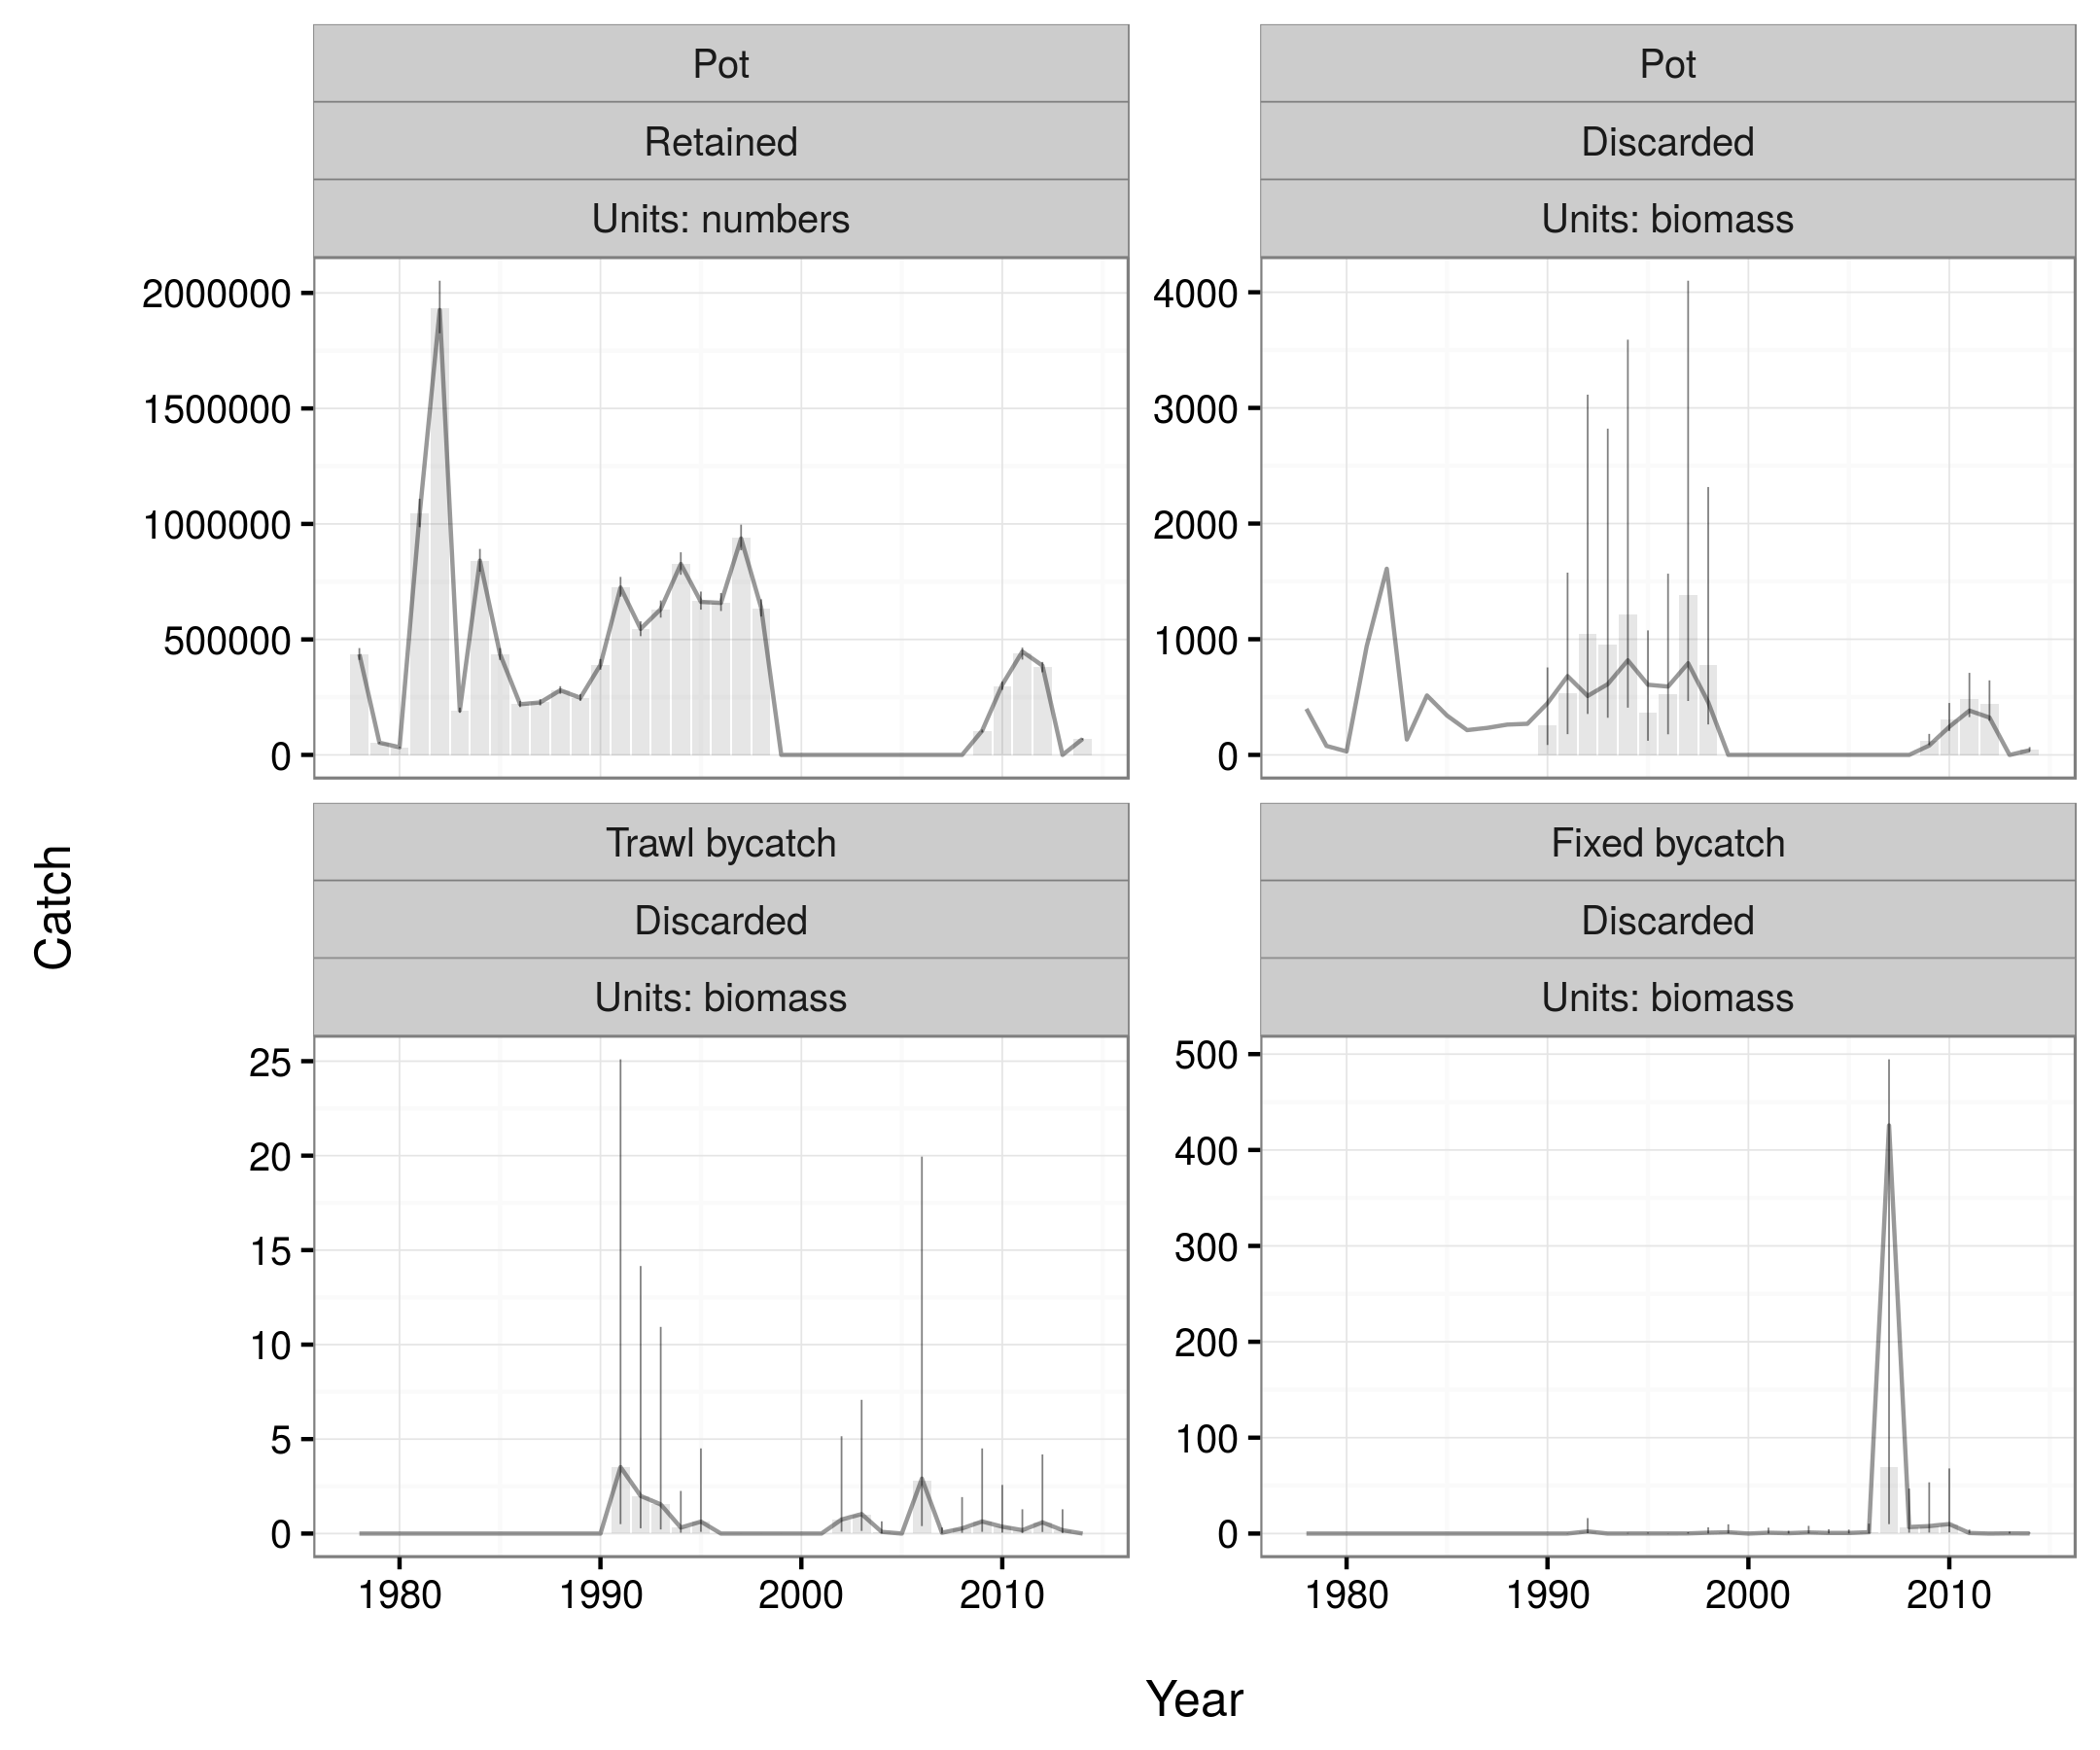 Pot
Retained
Units: numbers
2000000
1500000
1000000
500000
0
Pot
Discarded
Units: biomass
4000
3000
2000
1000
0
Catch
Trawl bycatch
Discarded
Units: biomass
25
20
15
10
5
0
1980 1990 2000 2010
Fixed bycatch
Discarded
Units: biomass
500
400
300
200
100
0
1980 1990 2000 2010
Year